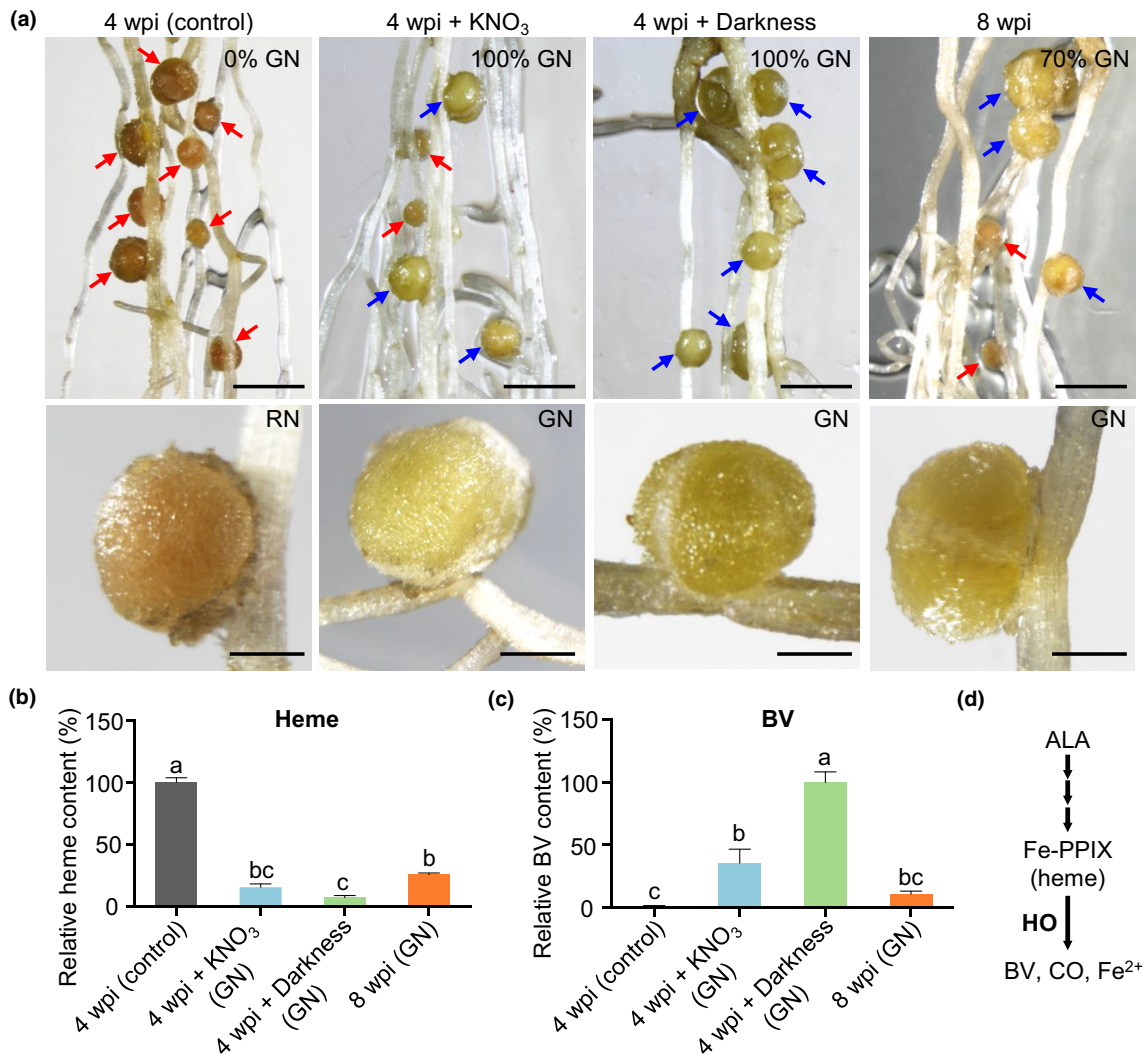 (a)
4 wpi (control)
4 wpi + KNO₃
4 wpi + Darkness
8 wpi
0% GN
100% GN
100% GN
70% GN
RN
GN
GN
GN
(b)
Heme
Relative heme content (%)
150
100
50
0
a
bc
c
b
4 wpi (control)
4 wpi + KNO₃
(GN)
4 wpi + Darkness
(GN)
8 wpi (GN)
(c)
BV
Relative BV content (%)
150
100
50
0
c
b
a
bc
4 wpi (control)
4 wpi + KNO₃
(GN)
4 wpi + Darkness
(GN)
8 wpi (GN)
(d)
ALA
Fe-PPIX
(heme)
HO
BV, CO, Fe²⁺